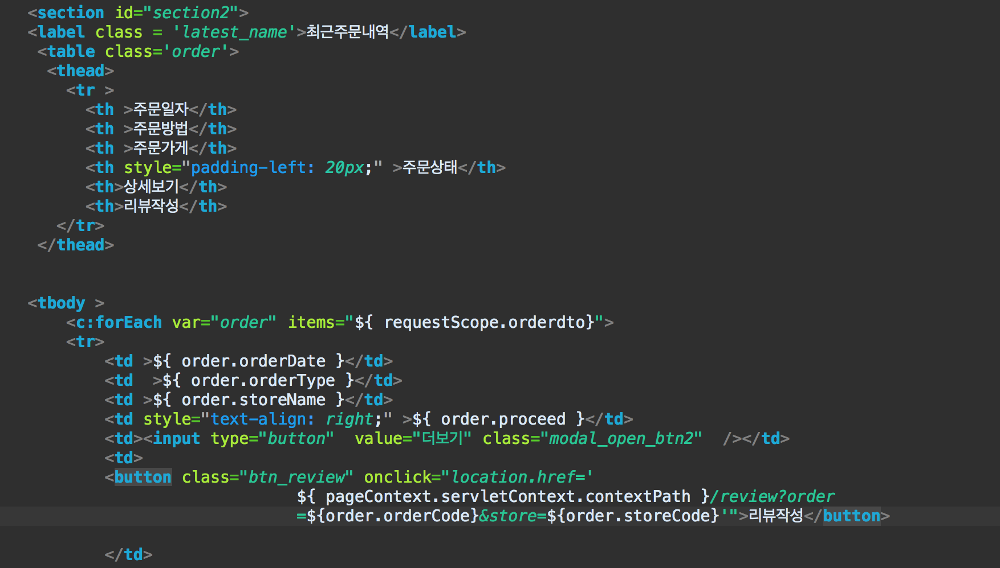 <section id="section2">
<label class = 'latest_name'>최근주문내역</label>
<table class='order'>
<thead>
<tr >
<th >주문일자</th>
<th >주문방법</th>
<th >주문가게</th>
<th style="padding-left: 20px;" >주문상태</th>
<th>상세보기</th>
<th>리뷰작성</th>
</tr>
</thead>
<tbody >
<c:forEach var="order" items="${ requestScope.orderdto}">
<tr>
<td >${ order.orderDate }</td>
<td  >${ order.orderType }</td>
<td >${ order.storeName }</td>
<td style="text-align: right;" >${ order.proceed }</td>
<td><input type="button"  value="더보기" class="modal_open_btn2"  /></td>
<td>
<button class="btn_review" onclick="location.href='
${ pageContext.servletContext.contextPath }/review?order
=${order.orderCode}&store=${order.storeCode}'">리뷰작성</button>
</td>